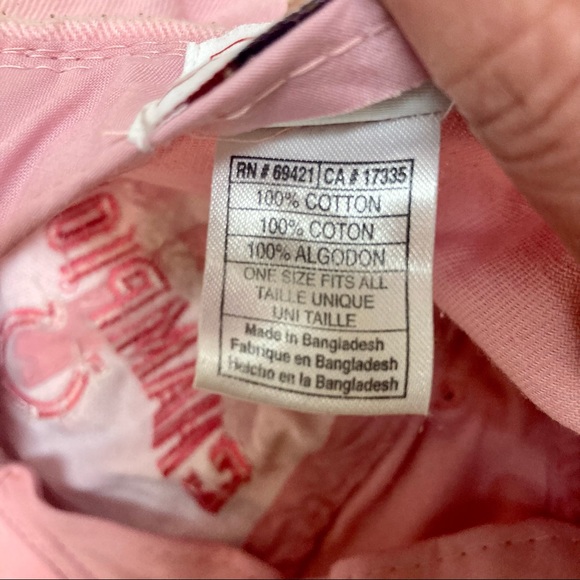 RN # 69421 CA # 17335
100% COTTON
100% COTON
100% ALGODON
ONE SIZE FITS ALL
TAILLE UNIQUE
UNI TAILLE
Made in Bangladesh
Fabrique en Bangladesh
Helcho en la Bangladesh